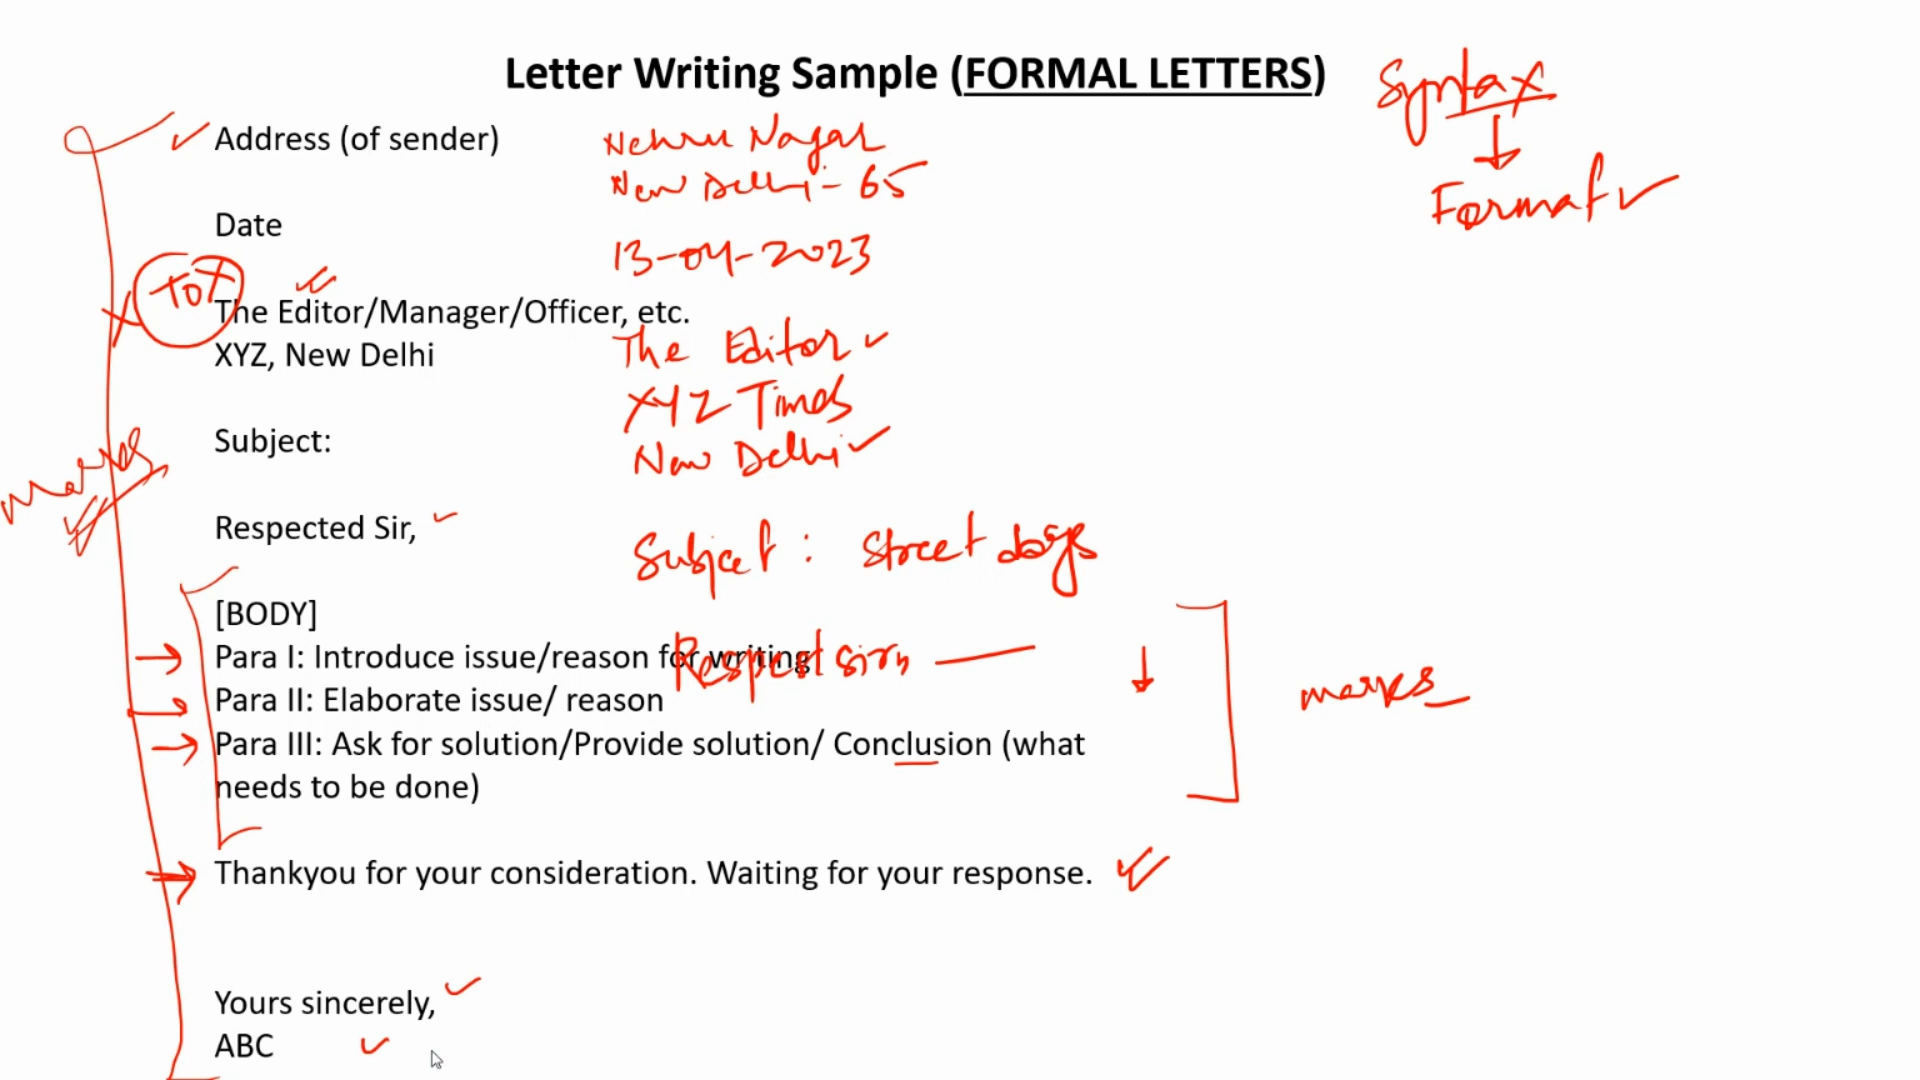 Letter Writing Sample (FORMAL LETTERS)
Syntax
Format
Address (of sender)
Nehru Nagar
New Delhi - 65
Date
13-04-2023
To
The Editor/Manager/Officer, etc.
The Editor
XYZ, New Delhi
XYZ Times
New Delhi
Subject:
marks
Respected Sir,
Subject : Street dogs
[BODY]
Para I: Introduce issue/reason for writing
Respected sir,
Para II: Elaborate issue/ reason
marks
Para III: Ask for solution/Provide solution/ Conclusion (what
needs to be done)
Thankyou for your consideration. Waiting for your response.
Yours sincerely,
ABC